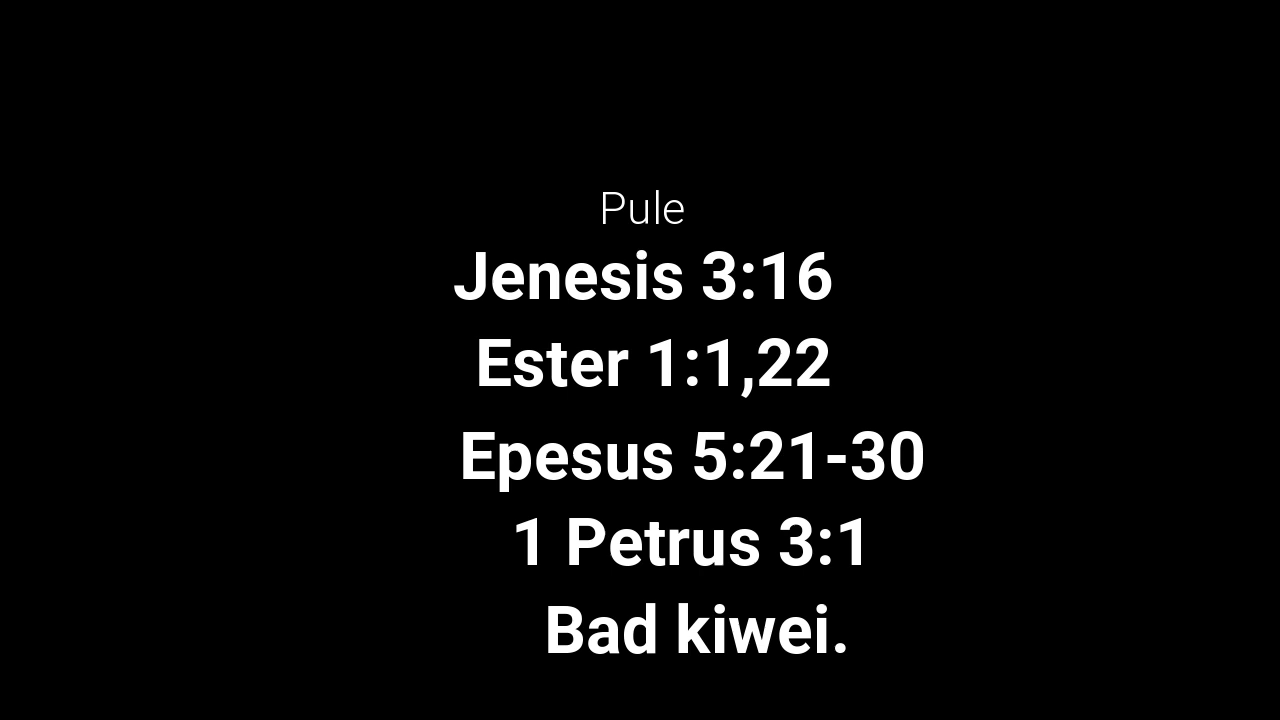 Pule
Jenesis 3:16
Ester 1:1,22
Epesus 5:21-30
1 Petrus 3:1
Bad kiwei.